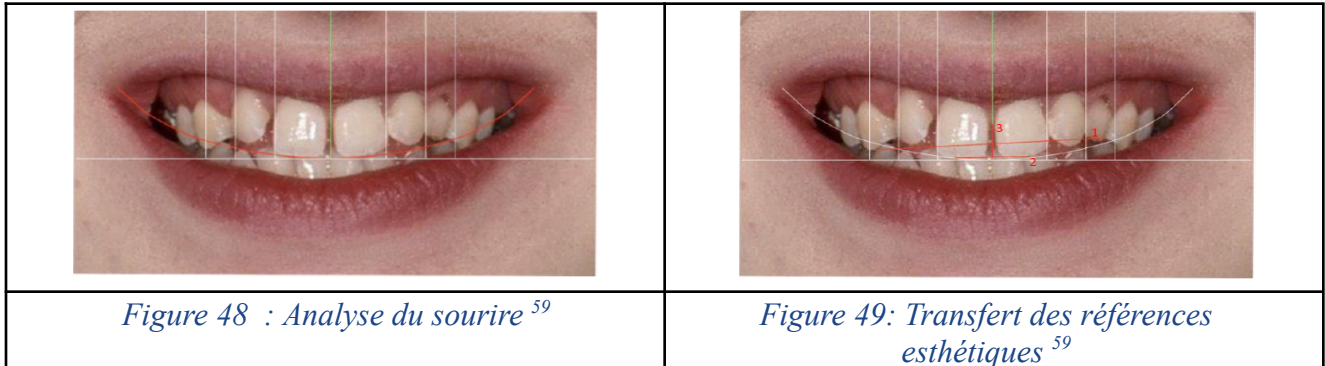 3
1
2
Figure 48 : Analyse du sourire 59
Figure 49: Transfert des références
esthétiques 59